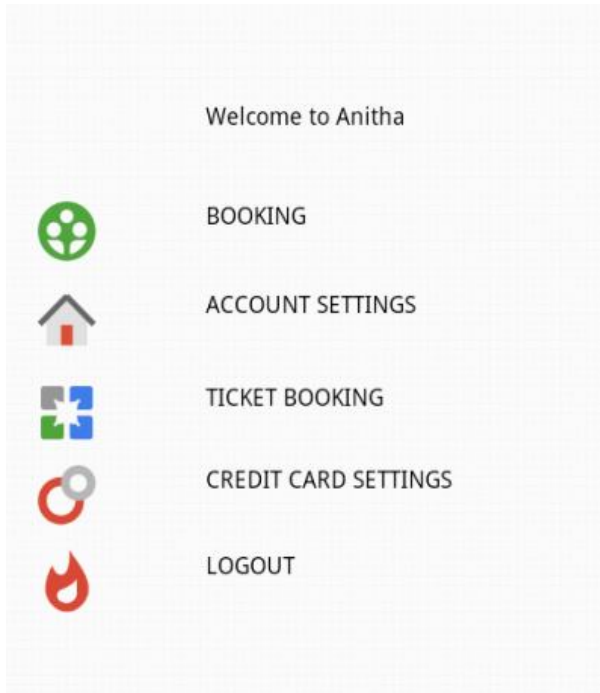 Welcome to Anitha
BOOKING
ACCOUNT SETTINGS
TICKET BOOKING
CREDIT CARD SETTINGS
LOGOUT